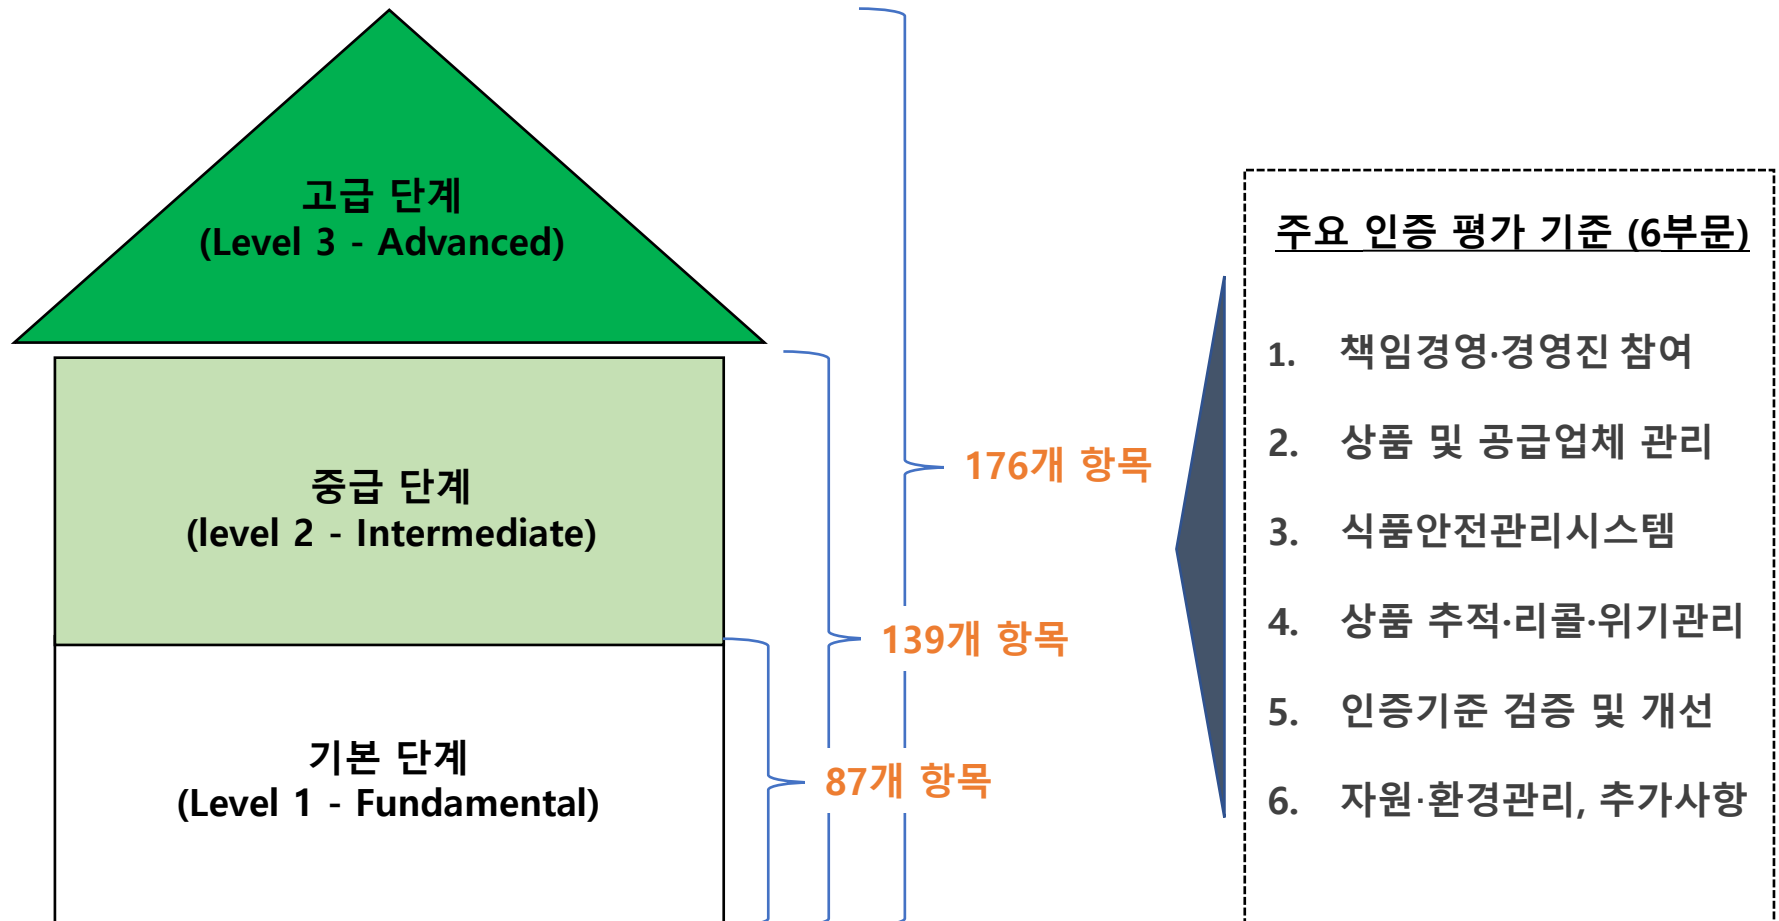 고급 단계
(Level 3 - Advanced)
중급 단계
(level 2 - Intermediate)
기본 단계
(Level 1 - Fundamental)
176개 항목
139개 항목
87개 항목
주요 인증 평가 기준 (6부문)
1. 책임경영·경영진 참여
2. 상품 및 공급업체 관리
3. 식품안전관리시스템
4. 상품 추적·리콜·위기관리
5. 인증기준 검증 및 개선
6. 자원·환경관리, 추가사항